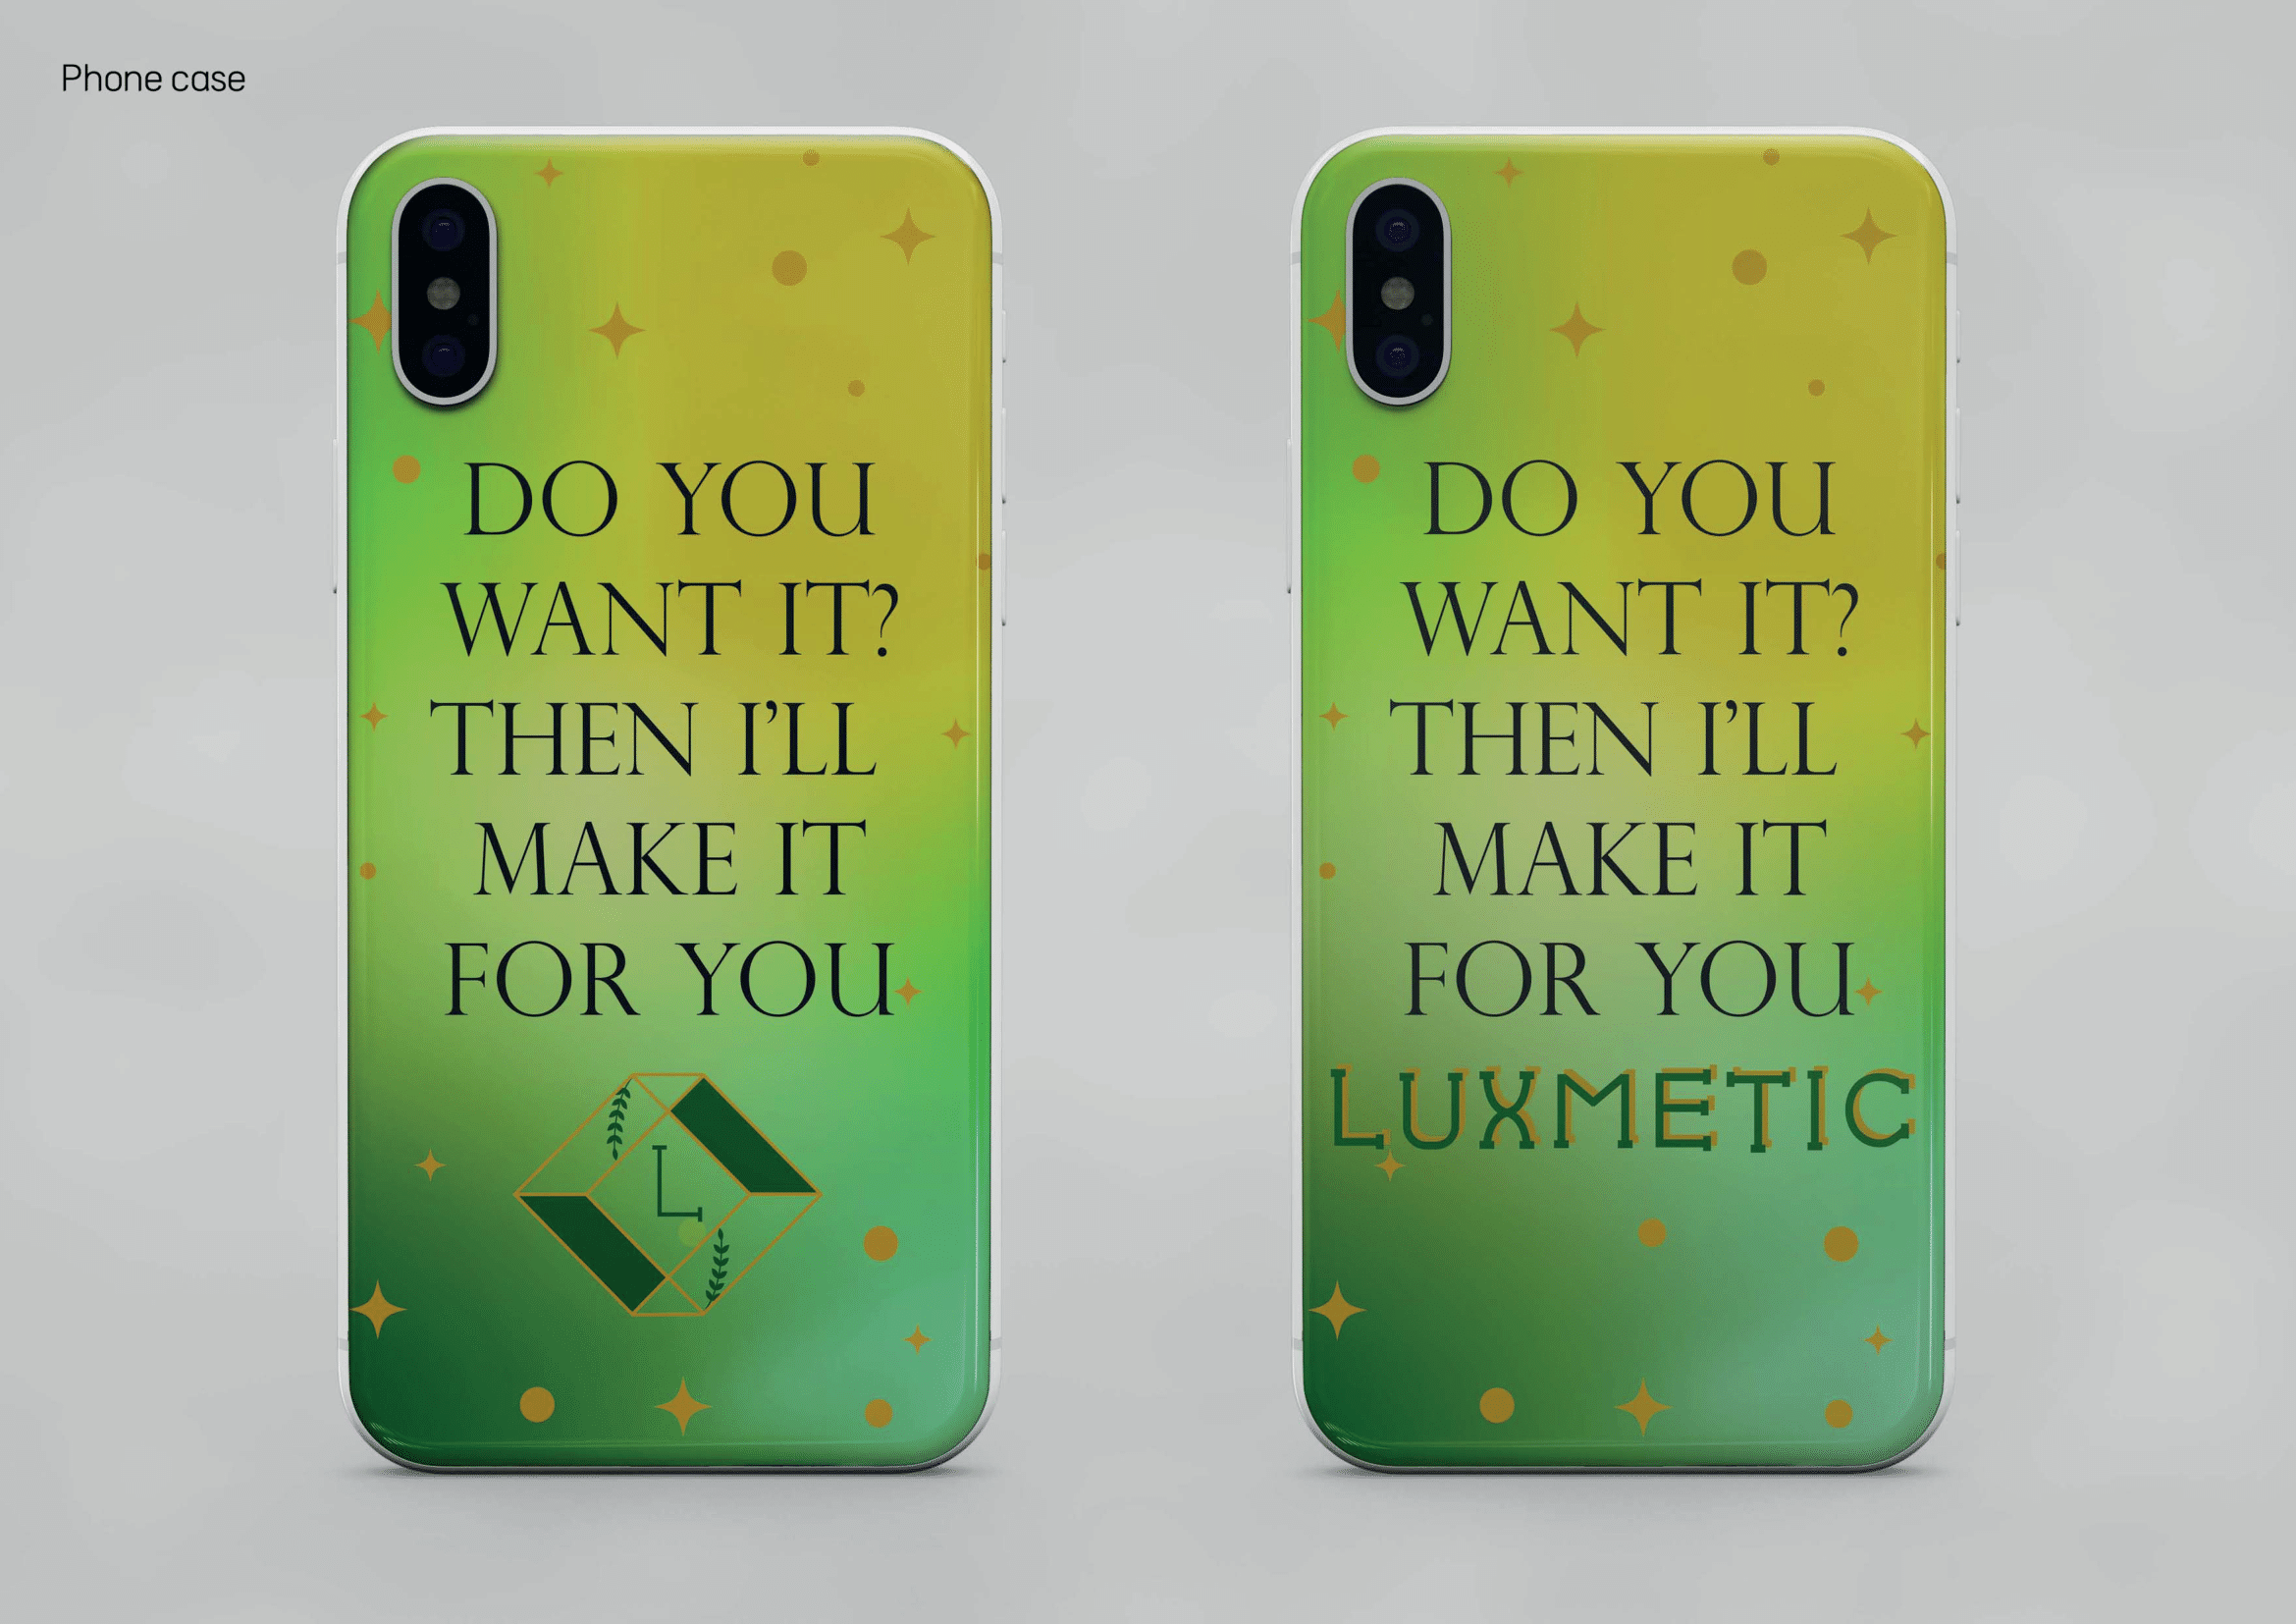 Phone case
DO YOU
WANT IT?
THEN I'LL
MAKE IT
FOR YOU
L
DO YOU
WANT IT?
THEN I'LL
MAKE IT
FOR YOU
LUXMETIC